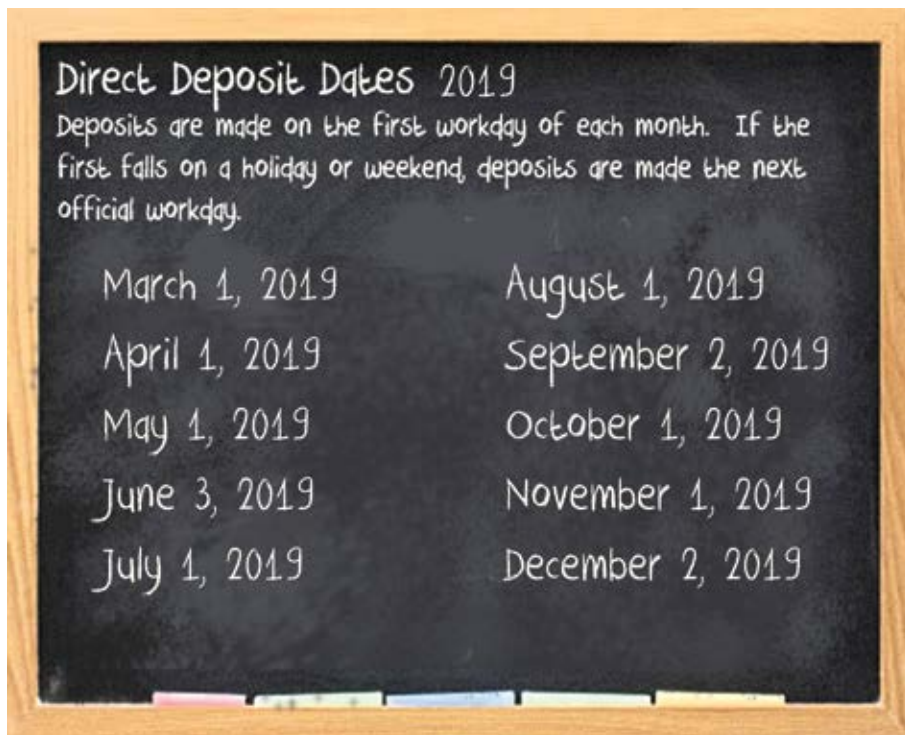 Direct Deposit Dates 2019
Deposits are made on the first workday of each month. If the
first falls on a holiday or weekend, deposits are made the next
official workday.
March 1, 2019
April 1, 2019
May 1, 2019
June 3, 2019
July 1, 2019
August 1, 2019
September 2, 2019
October 1, 2019
November 1, 2019
December 2, 2019